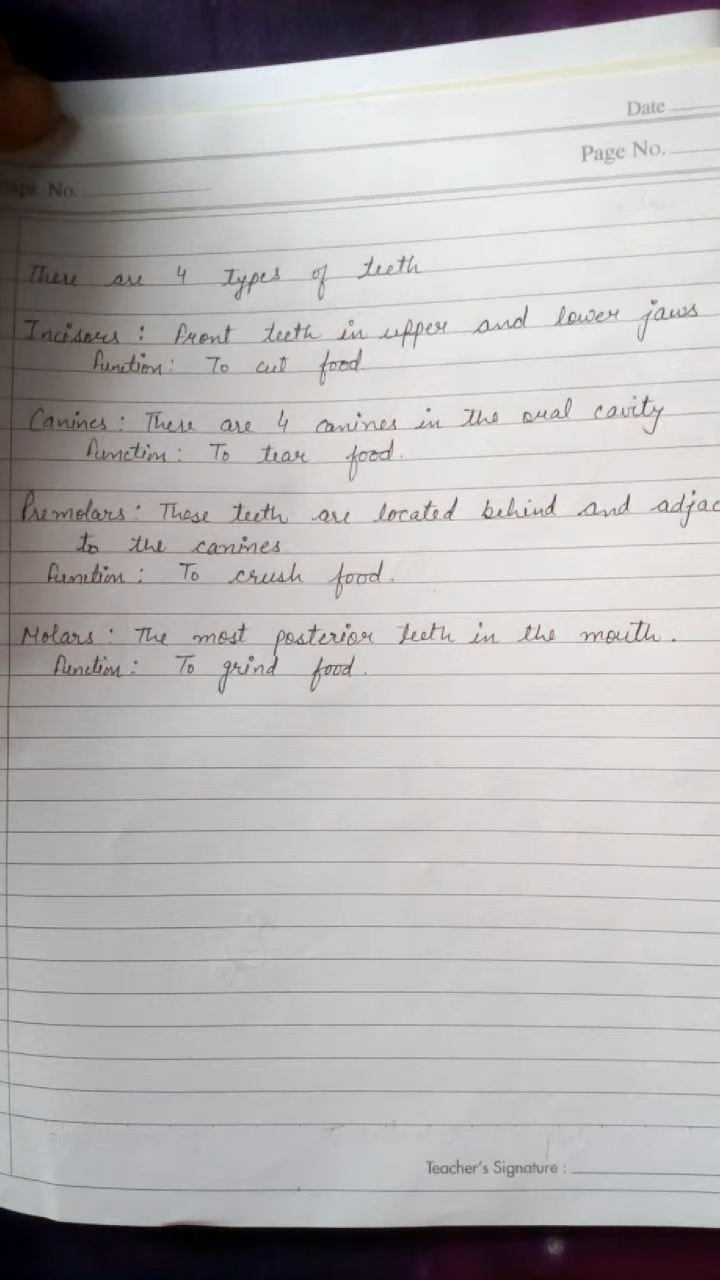 Date
Page No.
No.
There are 4 types of teeth
Incisors : Front teeth in upper and lower jaws
Function : To cut food
Canines : There are 4 canines in the oral cavity
Function : To tear food.
Premolars : These teeth are located behind and adjac
to the canines
Function : To crush food.
Molars : The most posterior teeth in the mouth.
Function : To grind food.
Teacher's Signature :